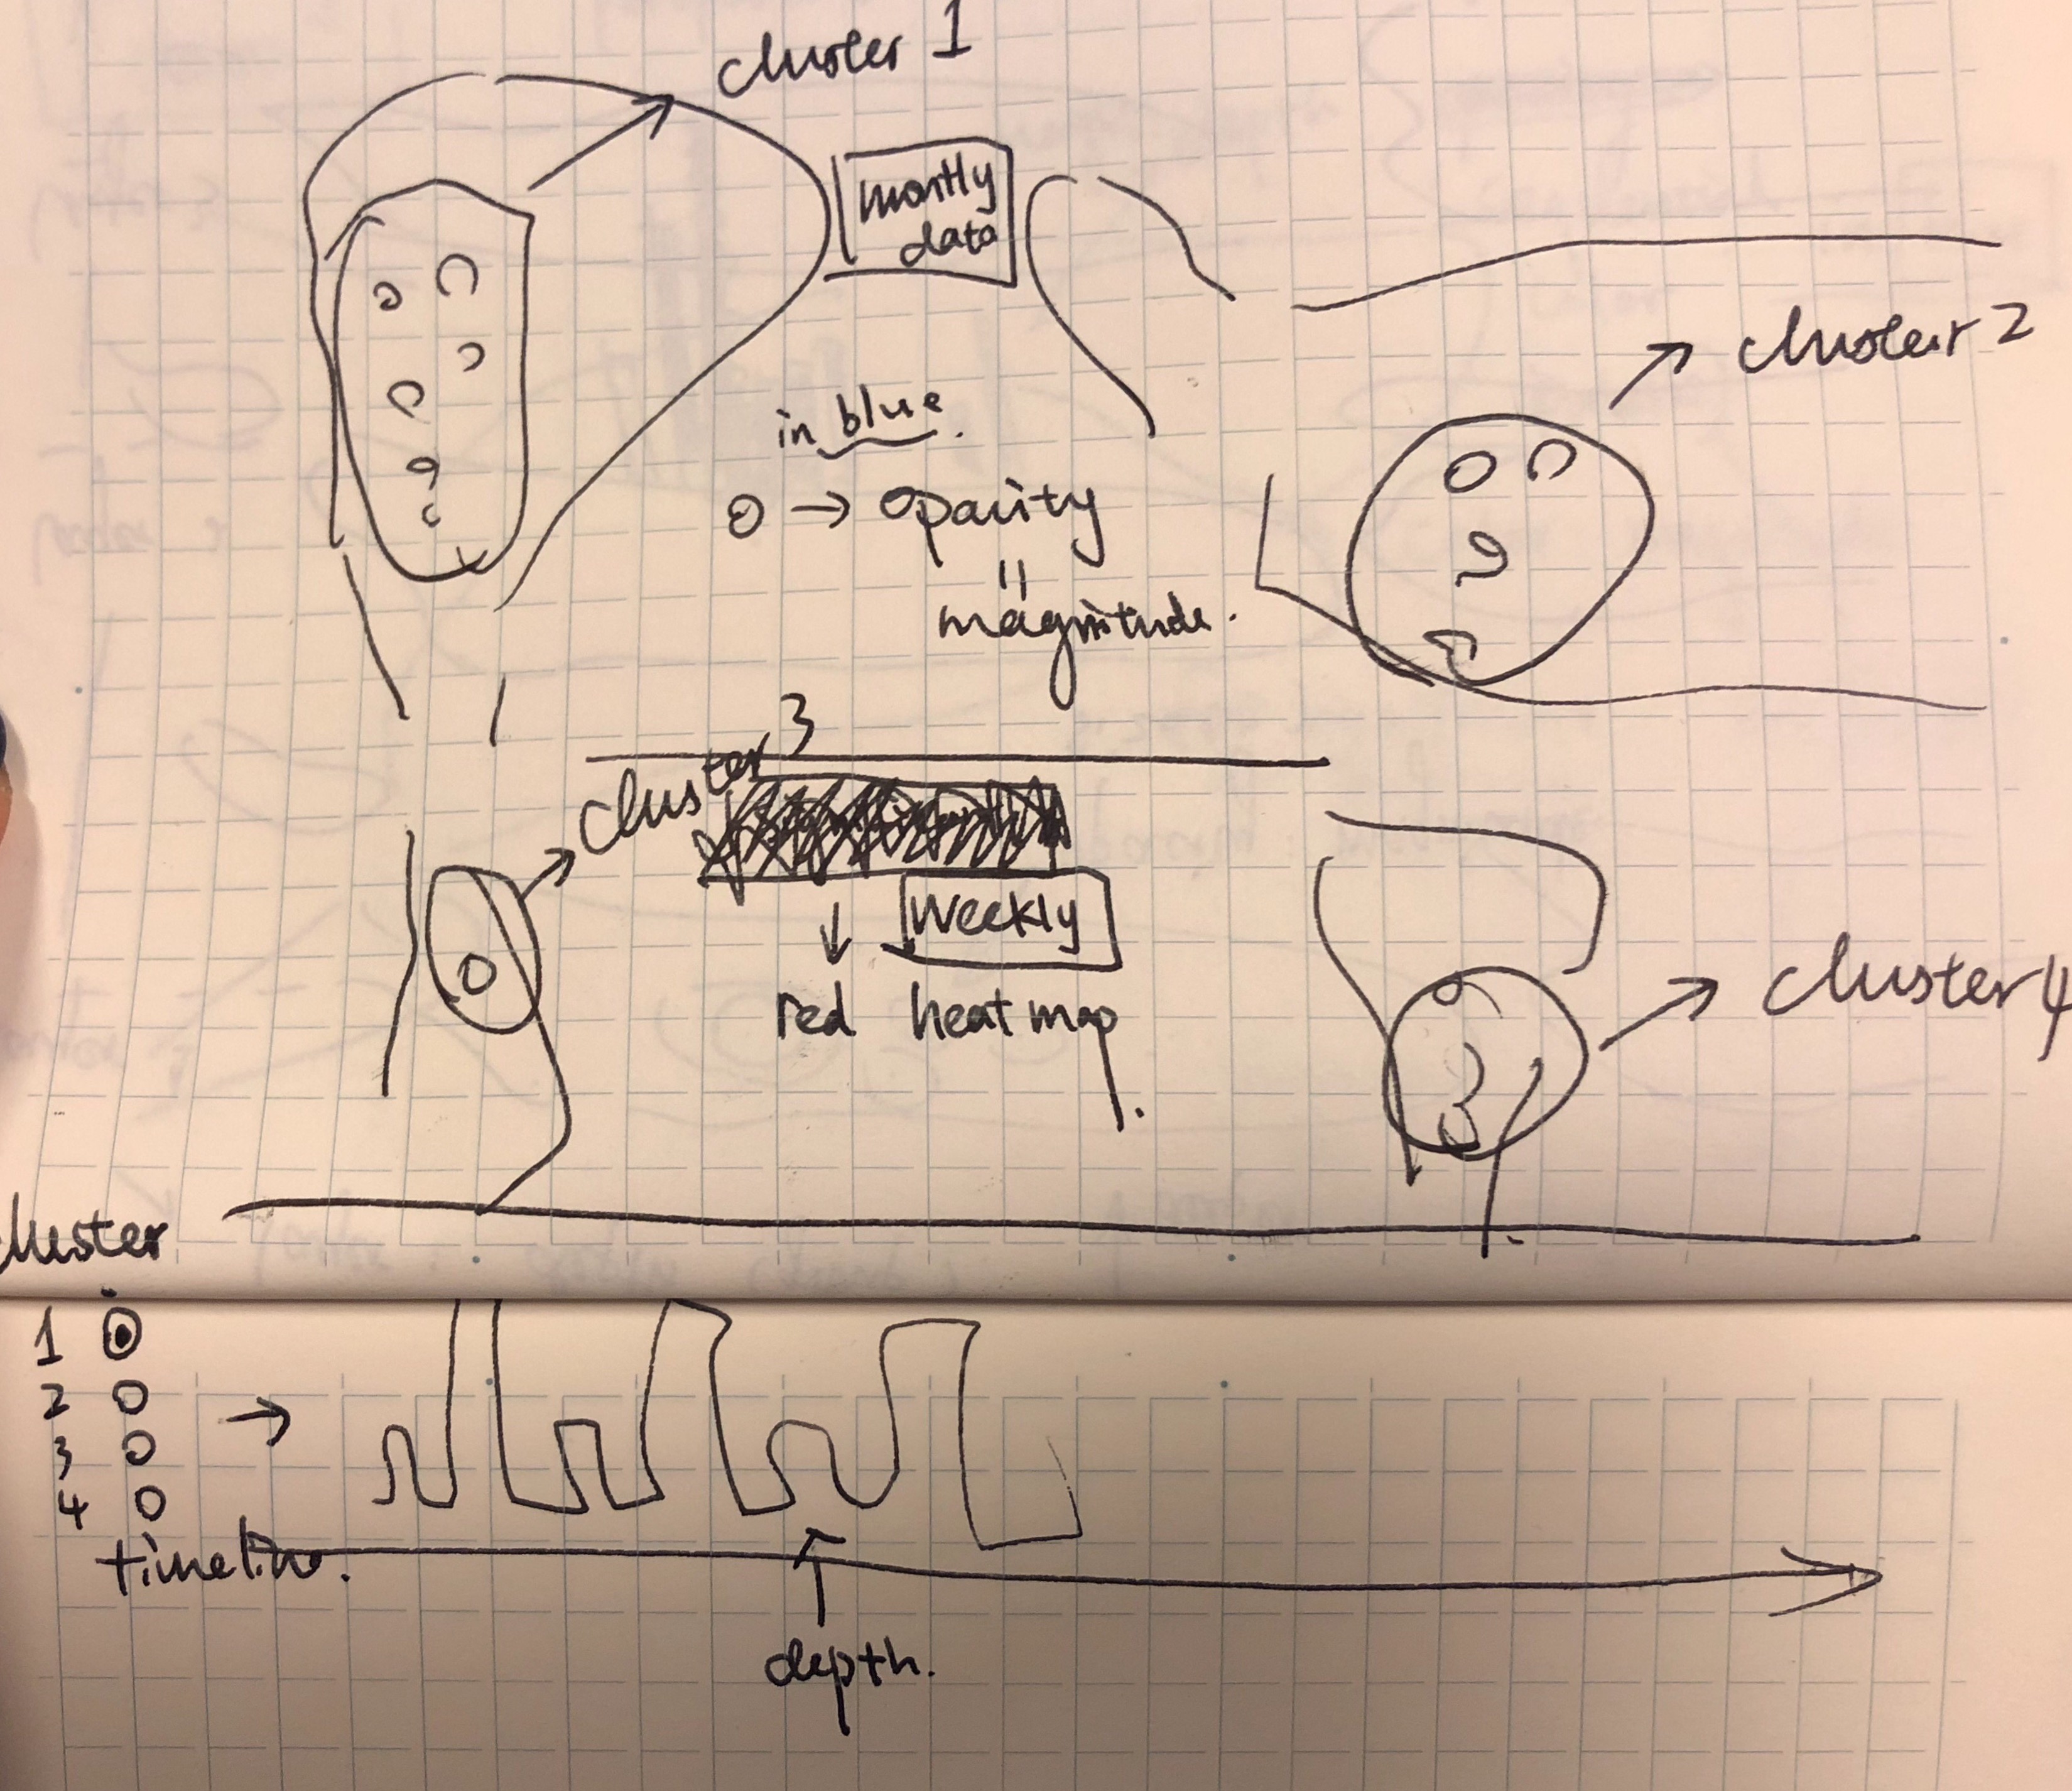 cluster 1
montly
data
cluster 2
in blue.
O → Opacity
=
magnitude.
cluster 3
Weekly
↓
red heat map
cluster 4
cluster
1
2
3
4
timeline.
depth.